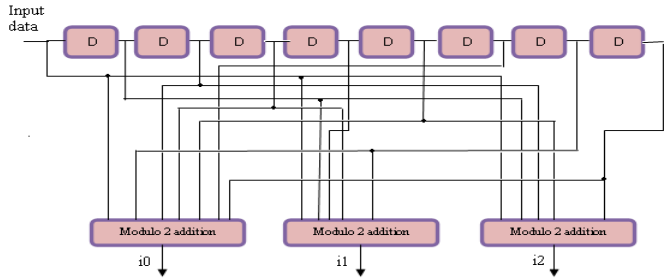 Input
data
D D D D D D D D
Modulo 2 addition Modulo 2 addition Modulo 2 addition
i0 i1 i2